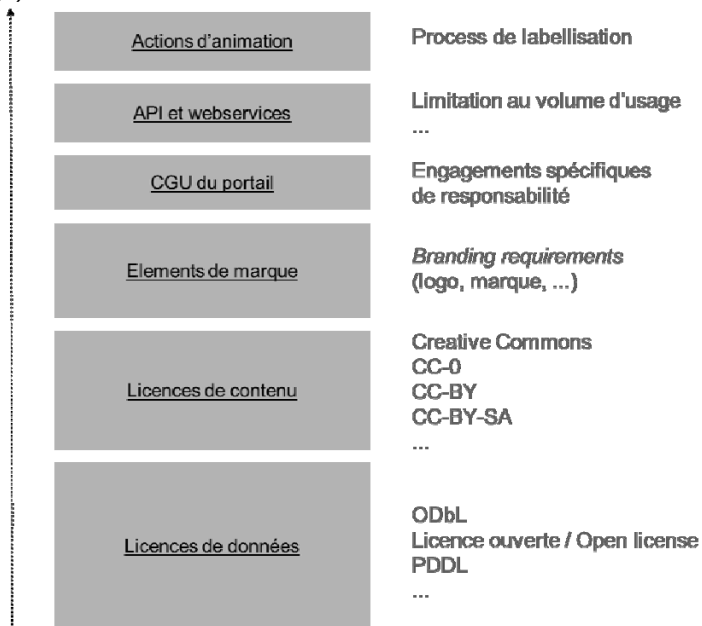 Actions d'animation
Process de labellisation
API et webservices
Limitation au volume d'usage
...
CGU du portail
Engagements spécifiques
de responsabilité
Elements de marque
Branding requirements
(logo, marque, ...)
Licences de contenu
Creative Commons
CC-0
CC-BY
CC-BY-SA
...
Licences de données
ODbL
Licence ouverte / Open license
PDDL
...